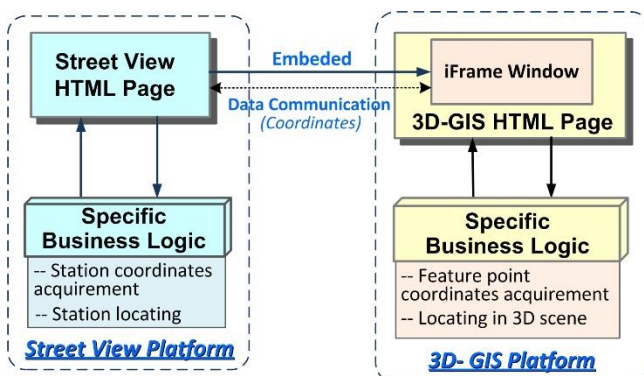 Street View
HTML Page
Embeded
Data Communication
(Coordinates)
iFrame Window
3D-GIS HTML Page
Specific
Business Logic
-- Station coordinates
acquirement
-- Station locating
Street View Platform
Specific
Business Logic
-- Feature point
coordinates acquirement
-- Locating in 3D scene
3D- GIS Platform